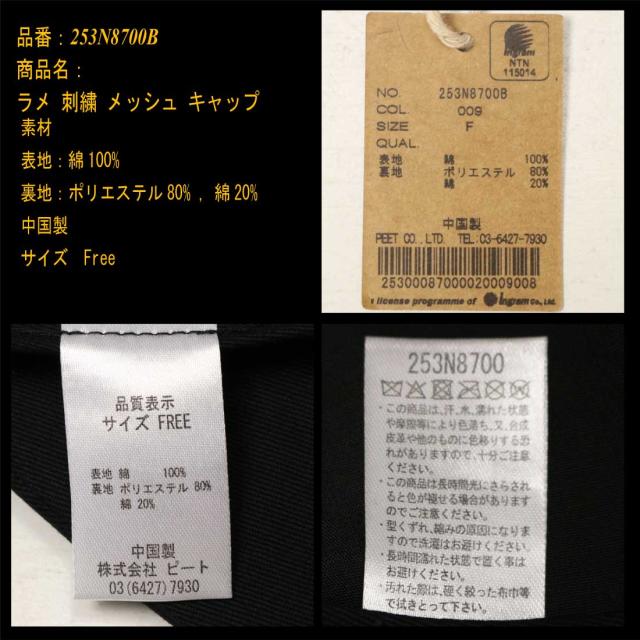 品番：253N8700B
商品名：
ラメ 刺繍 メッシュ キャップ
素材
表地：綿100%
裏地：ポリエステル80% , 綿20%
中国製
サイズ Free
Ingram
NTN
115014
NO. 253N8700B
COL. 009
SIZE F
QUAL.
表地 綿 100%
裏地 ポリエステル 80%
綿 20%
中国製
PEET CO., LTD. TEL:03-6427-7930
2530008700002000900８
license programme of Ingram Co., Ltd.
品質表示
サイズ FREE
表地 綿 100%
裏地 ポリエステル 80%
綿 20%
中国製
株式会社 ピート
03(6427)7930
253N8700
・この商品は、汗、水、濡れた状態
や摩擦等により色落ち、又、合成
皮革や他のものに色移りする恐
れがありますので、十分ご注意
ください。
・この商品は長時間光にさらされ
ると色が褪せる場合があります
のでご注意ください。
・型くずれ、縮みの原因になりま
すので洗濯はお避けください。
・長時間濡れた状態で置く事は
お避けください。
・汚れた際は、硬く絞った布巾等
で拭きとって下さい。